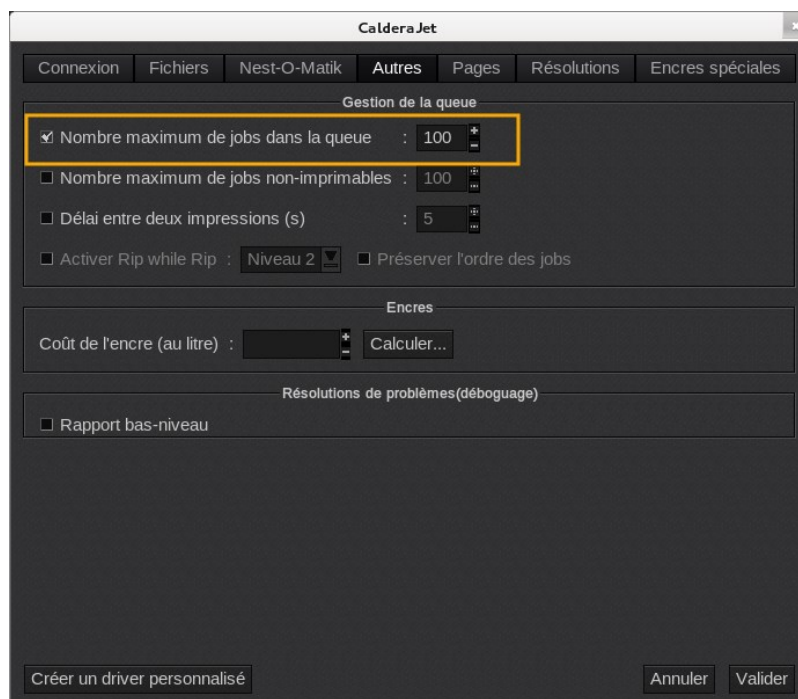 CalderaJet
Connexion Fichiers Nest-O-Matik Autres Pages Résolutions Encres spéciales
Gestion de la queue
Nombre maximum de jobs dans la queue : 100
Nombre maximum de jobs non-imprimables : 100
Délai entre deux impressions (s) : 5
Activer Rip while Rip : Niveau 2 Préserver l'ordre des jobs
Encres
Coût de l'encre (au litre) : Calculer...
Résolutions de problèmes(déboguage)
Rapport bas-niveau
Créer un driver personnalisé Annuler Valider